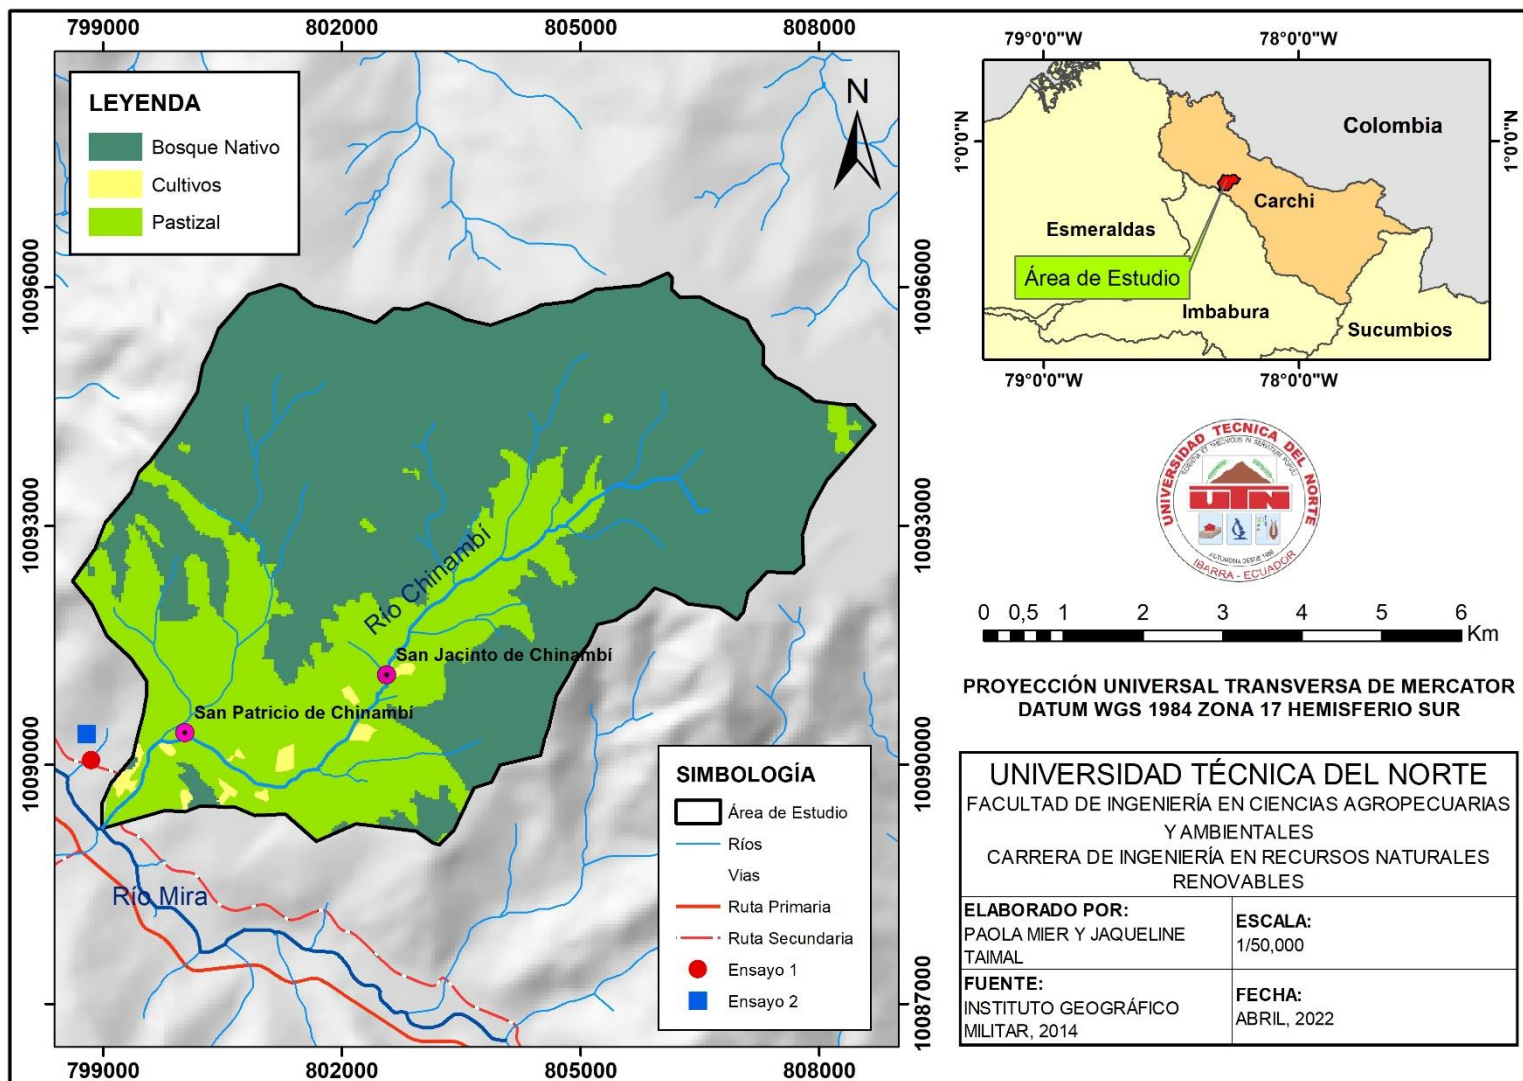 799000
802000
805000
808000
10096000
10093000
10090000
10087000
LEYENDA
Bosque Nativo
Cultivos
Pastizal
N
Río Chinambí
San Jacinto de Chinambí
San Patricio de Chinambí
Río Mira
SIMBOLOGÍA
Área de Estudio
Ríos
Vias
Ruta Primaria
Ruta Secundaria
Ensayo 1
Ensayo 2
10096000
10093000
10090000
10087000
799000
802000
805000
808000
79°0'0"W
78°0'0"W
1°0'0"N
1°0'0"N
Colombia
Carchi
Esmeraldas
Área de Estudio
Imbabura
Sucumbios
79°0'0"W
78°0'0"W
UNIVERSIDAD TECNICA DEL NORTE
UTN
AUTONOMA DESDE 1986
IBARRA - ECUADOR
0 0,5 1 2 3 4 5 6
Km
PROYECCIÓN UNIVERSAL TRANSVERSA DE MERCATOR
DATUM WGS 1984 ZONA 17 HEMISFERIO SUR
UNIVERSIDAD TÉCNICA DEL NORTE
FACULTAD DE INGENIERÍA EN CIENCIAS AGROPECUARIAS
Y AMBIENTALES
CARRERA DE INGENIERÍA EN RECURSOS NATURALES
RENOVABLES
ELABORADO POR:
PAOLA MIER Y JAQUELINE
TAIMAL
ESCALA:
1/50,000
FUENTE:
INSTITUTO GEOGRÁFICO
MILITAR, 2014
FECHA:
ABRIL, 2022